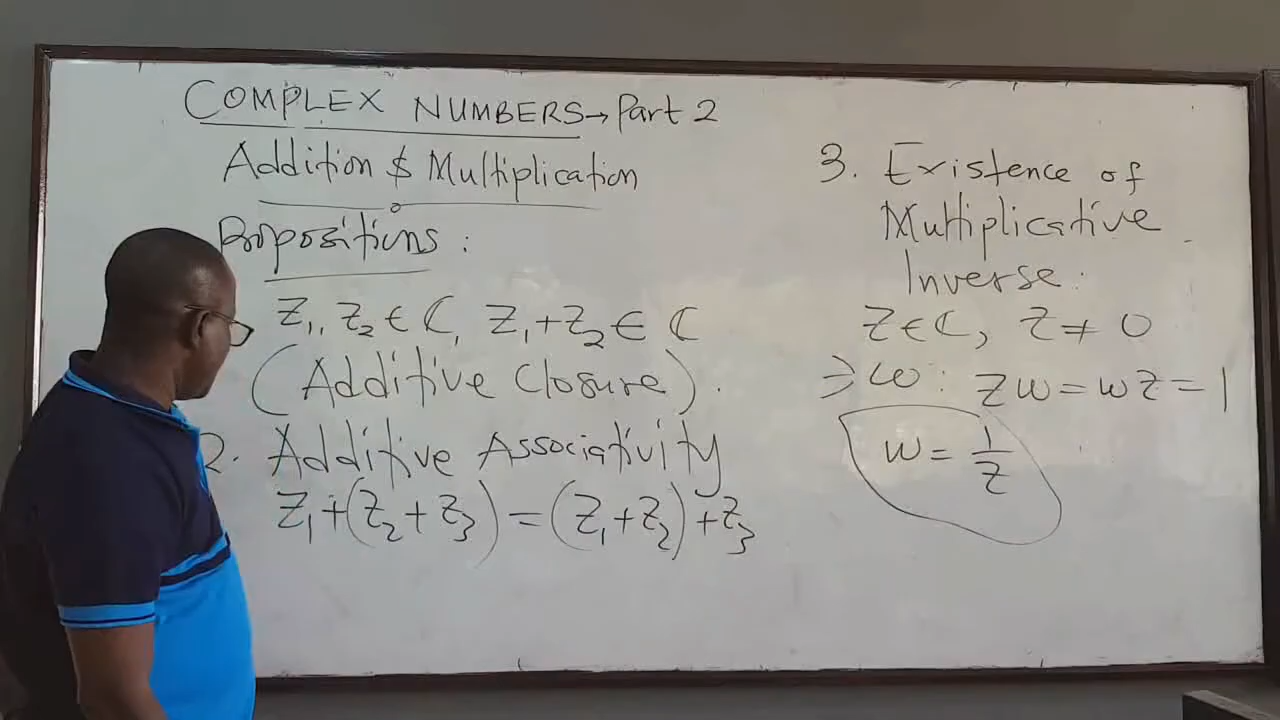 COMPLEX NUMBERS → Part 2
Addition & Multiplication
Propositions:
Z₁, Z₂ ∈ ℂ, Z₁+Z₂ ∈ ℂ
(Additive Closure).
2. Additive Associativity
Z₁+(Z₂+Z₃) = (Z₁+Z₂)+Z₃
3. Existence of
Multiplicative
Inverse:
Z∈ℂ, Z ≠ 0
⇒ ω: Zω = ωZ = 1
ω = 1/Z